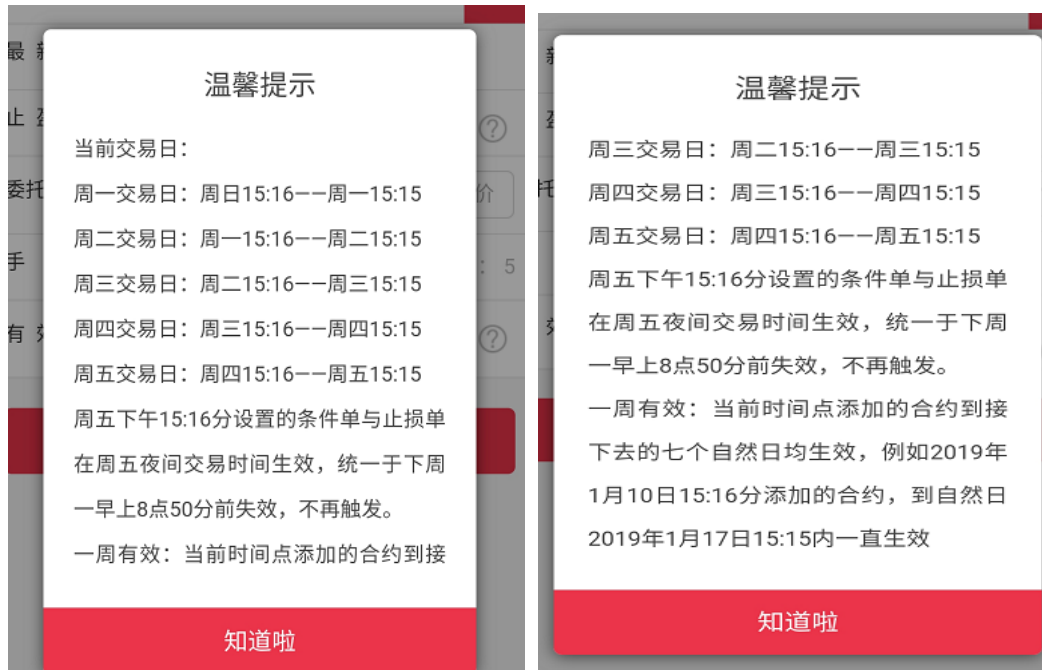 最 新
止 盈
委托
价
手
: 5
有 效
温馨提示
当前交易日：
周一交易日：周日15:16——周一15:15
周二交易日：周一15:16——周二15:15
周三交易日：周二15:16——周三15:15
周四交易日：周三15:16——周四15:15
周五交易日：周四15:16——周五15:15
周五下午15:16分设置的条件单与止损单
在周五夜间交易时间生效，统一于下周
一早上8点50分前失效，不再触发。
一周有效：当前时间点添加的合约到接
知道啦
托
温馨提示
周三交易日：周二15:16——周三15:15
周四交易日：周三15:16——周四15:15
周五交易日：周四15:16——周五15:15
周五下午15:16分设置的条件单与止损单
在周五夜间交易时间生效，统一于下周
一早上8点50分前失效，不再触发。
一周有效：当前时间点添加的合约到接
下去的七个自然日均生效，例如2019年
1月10日15:16分添加的合约，到自然日
2019年1月17日15:15内一直生效
知道啦